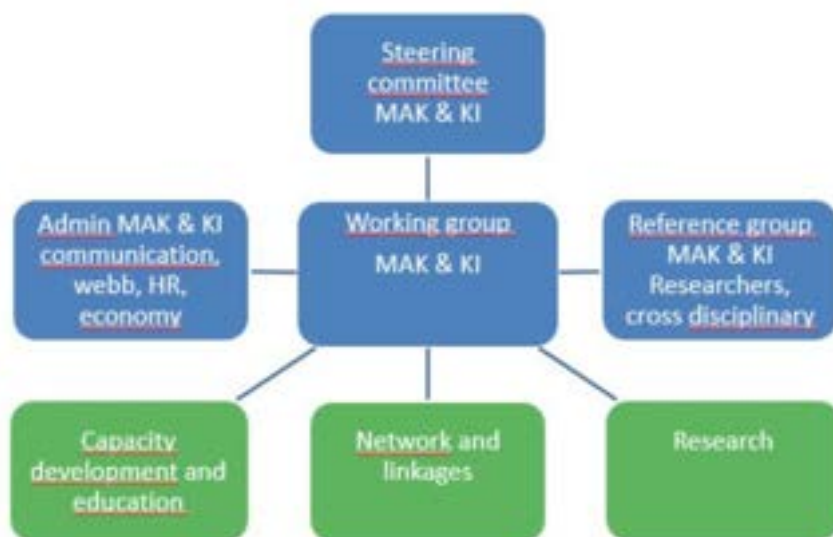 Steering
committee
MAK & KI
Admin MAK & KI
communication,
webb, HR,
economy
Working group
MAK & KI
Reference group
MAK & KI
Researchers,
cross disciplinary
Capacity
development and
education
Network and
linkages
Research